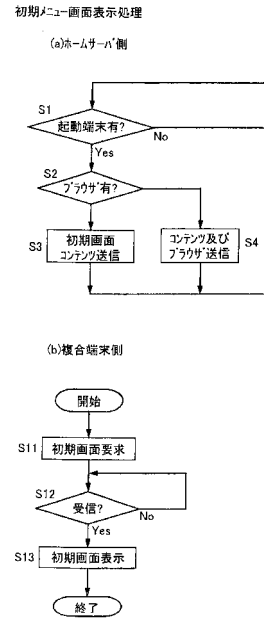 初期メニュー画面表示処理
(a)ホームサーバ側
S1
起動端末有?
No
Yes
S2
ブラウザ有?
S3
初期画面
コンテンツ送信
コンテンツ及び
ブラウザ送信
S4
(b)複合端末側
開始
S11
初期画面要求
S12
受信?
No
Yes
S13
初期画面表示
終了